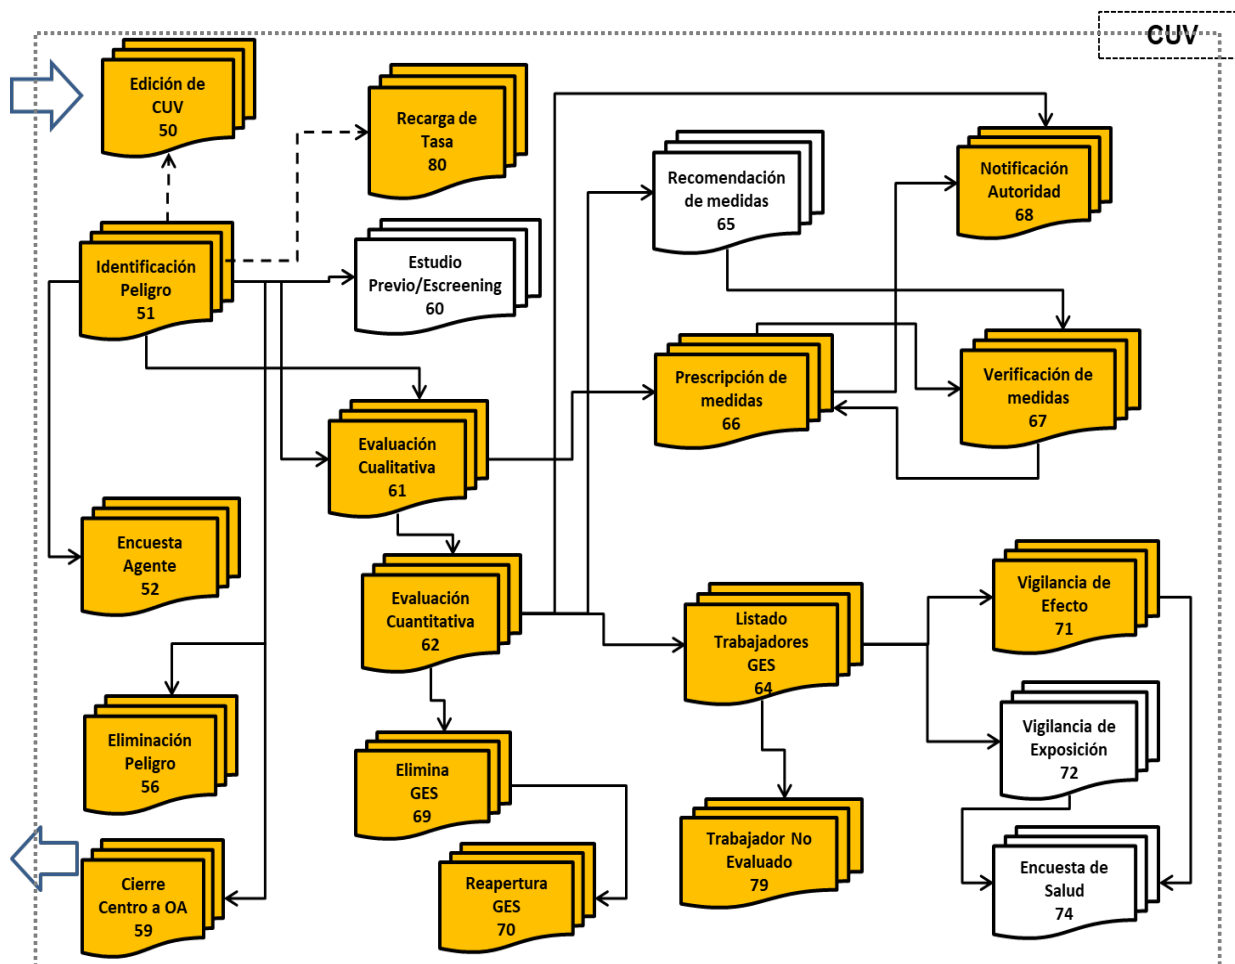 CUV
Edición de
CUV
50
Recarga de
Tasa
80
Recomendación
de medidas
65
Notificación
Autoridad
68
Identificación
Peligro
51
Estudio
Previo/Escreening
60
Prescripción de
medidas
66
Verificación de
medidas
67
Evaluación
Cualitativa
61
Encuesta
Agente
52
Evaluación
Cuantitativa
62
Listado
Trabajadores
GES
64
Vigilancia de
Efecto
71
Eliminación
Peligro
56
Elimina
GES
69
Vigilancia de
Exposición
72
Trabajador No
Evaluado
79
Cierre
Centro a OA
59
Reapertura
GES
70
Encuesta de
Salud
74